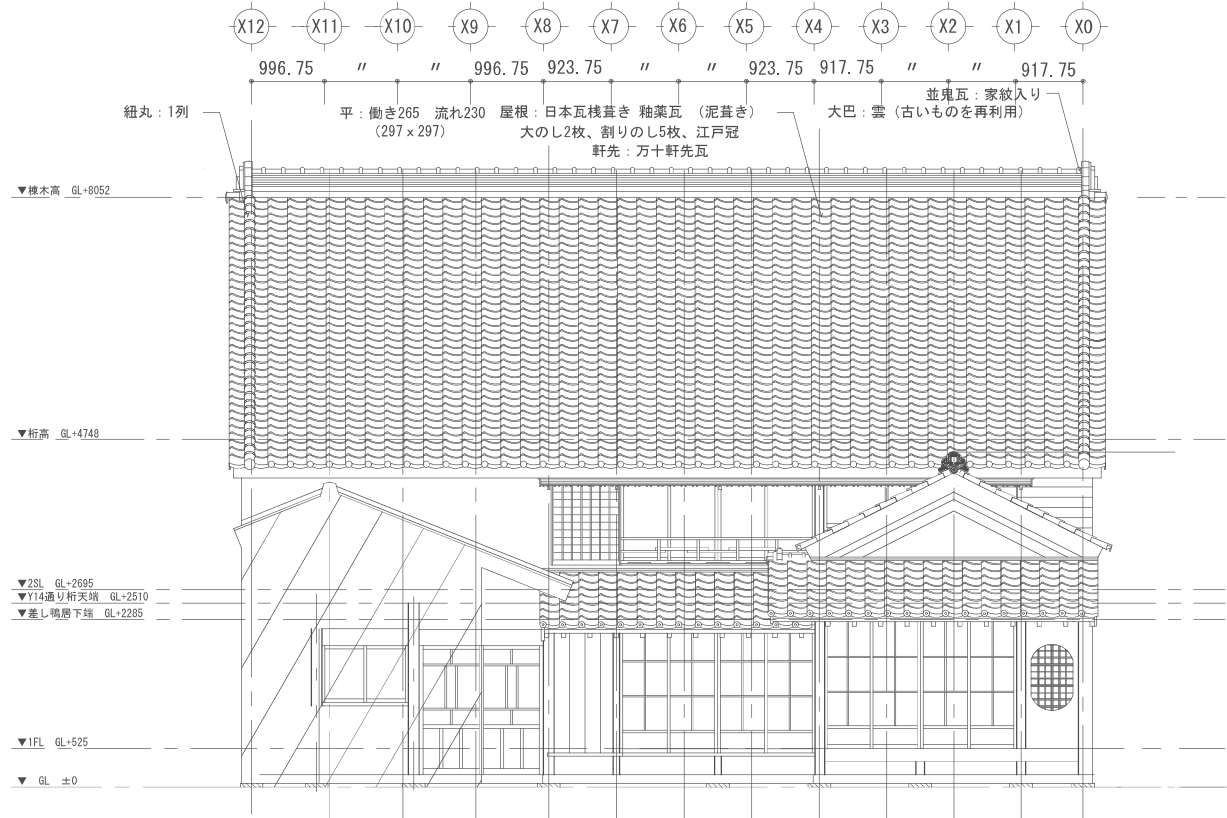 X12 X11 X10 X9 X8 X7 X6 X5 X4 X3 X2 X1 X0
996.75 〃 〃 996.75 923.75 〃 〃 923.75 917.75 〃 〃 917.75
並鬼瓦：家紋入り
紐丸：1列
平：働き265 流れ230
(297ｘ297)
屋根：日本瓦桟葺き 釉薬瓦 （泥葺き）
大のし2枚、割りのし5枚、江戸冠
軒先：万十軒先瓦
大巴：雲（古いものを再利用）
▼棟木高 GL+8052
▼桁高 GL+4748
▼2SL GL+2695
▼Y14通り桁天端 GL+2510
▼差し鴨居下端 GL+2285
▼1FL GL+525
▼ GL ±0